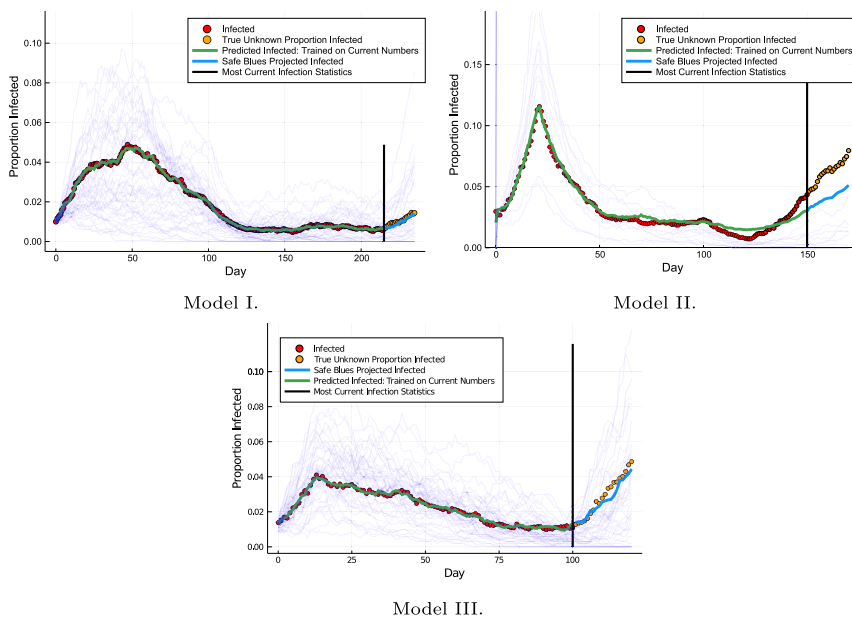 Infected
True Unknown Proportion Infected
Predicted Infected: Trained on Current Numbers
Safe Blues Projected Infected
Most Current Infection Statistics
Proportion Infected
0.10
0.08
0.06
0.04
0.02
0.00
0 50 100 150 200
Day
Model I.
Infected
True Unknown Proportion Infected
Predicted Infected: Trained on Current Numbers
Safe Blues Projected Infected
Most Current Infection Statistics
Proportion Infected
0.15
0.10
0.05
0.00
0 50 100 150
Day
Model II.
Infected
True Unknown Proportion Infected
Safe Blues Projected Infected
Predicted Infected: Trained on Current Numbers
Most Current Infection Statistics
Proportion Infected
0.10
0.08
0.06
0.04
0.02
0.00
0 25 50 75 100
Day
Model III.